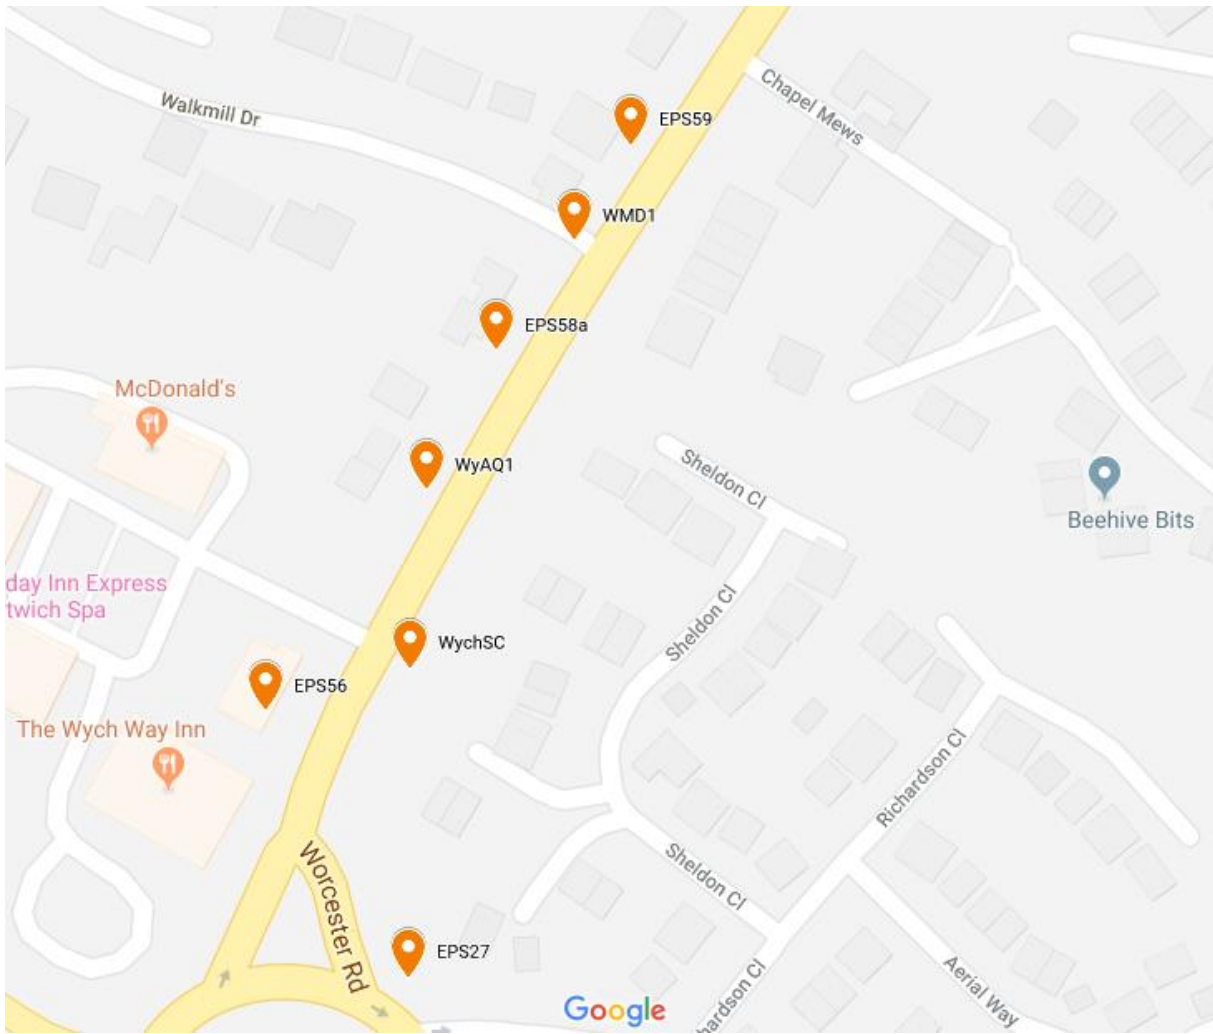 Chapel Mews
Walkmill Dr
EPS59
WMD1
EPS58a
McDonald's
WyAQ1
Sheldon Cl
Beehive Bits
day Inn Express
twich Spa
Sheldon Cl
WychSC
EPS56
The Wych Way Inn
Richardson Cl
Worcester Rd
Sheldon Cl
EPS27
Aerial Way
hardson Cl
Google